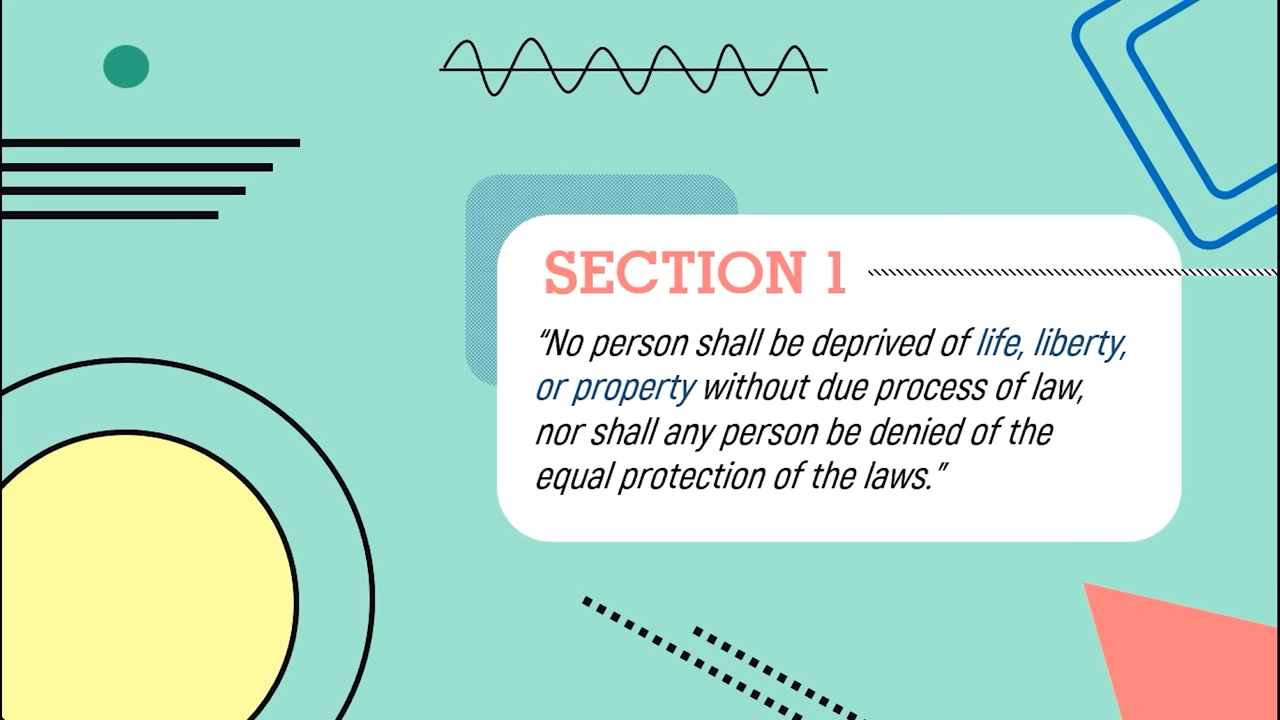 SECTION 1
“No person shall be deprived of life, liberty,
or property without due process of law,
nor shall any person be denied of the
equal protection of the laws.”